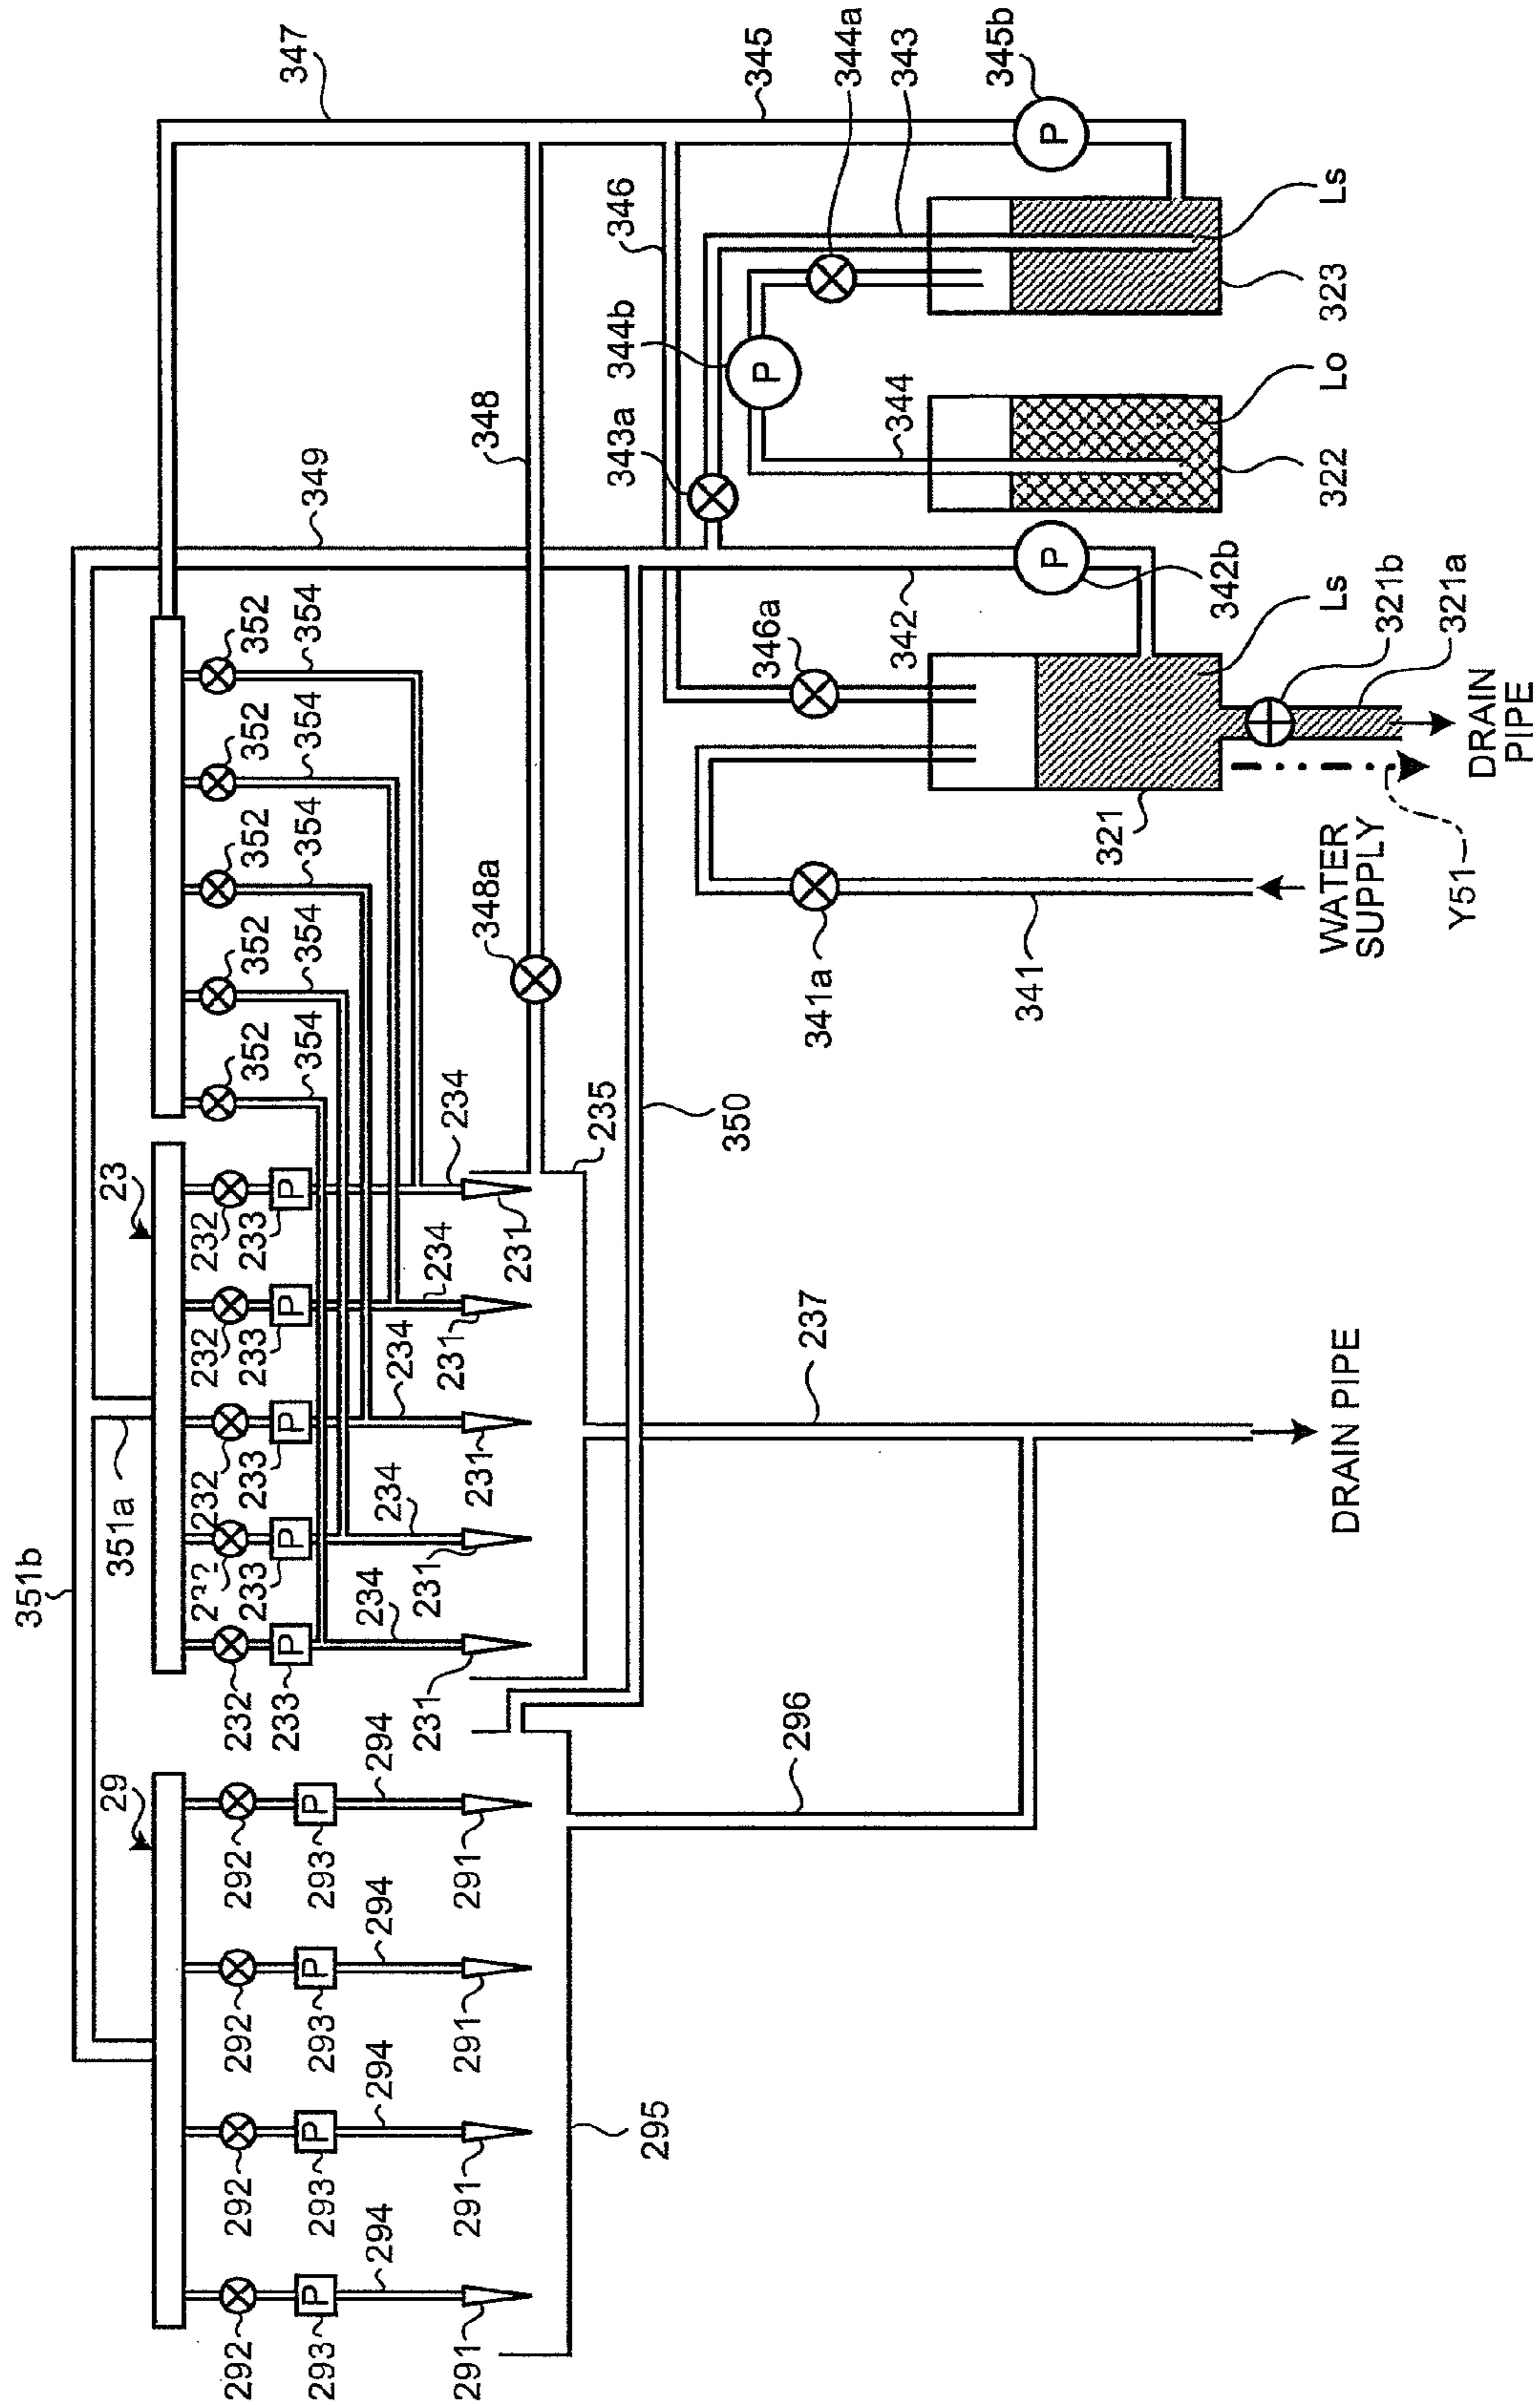 351b
29
351a
23
292
292
292
292
232
232
232
232
352
352
352
352
352
347
293
293
293
293
233
233
233
233
233
354
354
354
354
354
349
294
294
294
294
234
234
234
234
234
348a
348
291
291
291
291
231
231
231
231
231
235
343a
344b
346
295
296
237
350
346a
345
341a
344a
342
344
343
341
321
342b
345b
DRAIN PIPE
WATER
SUPPLY
Ls
322
323
Lo
Ls
Y51
321b
321a
DRAIN
PIPE
P
P
P
P
P
P
P
P
P
P
P
P
P